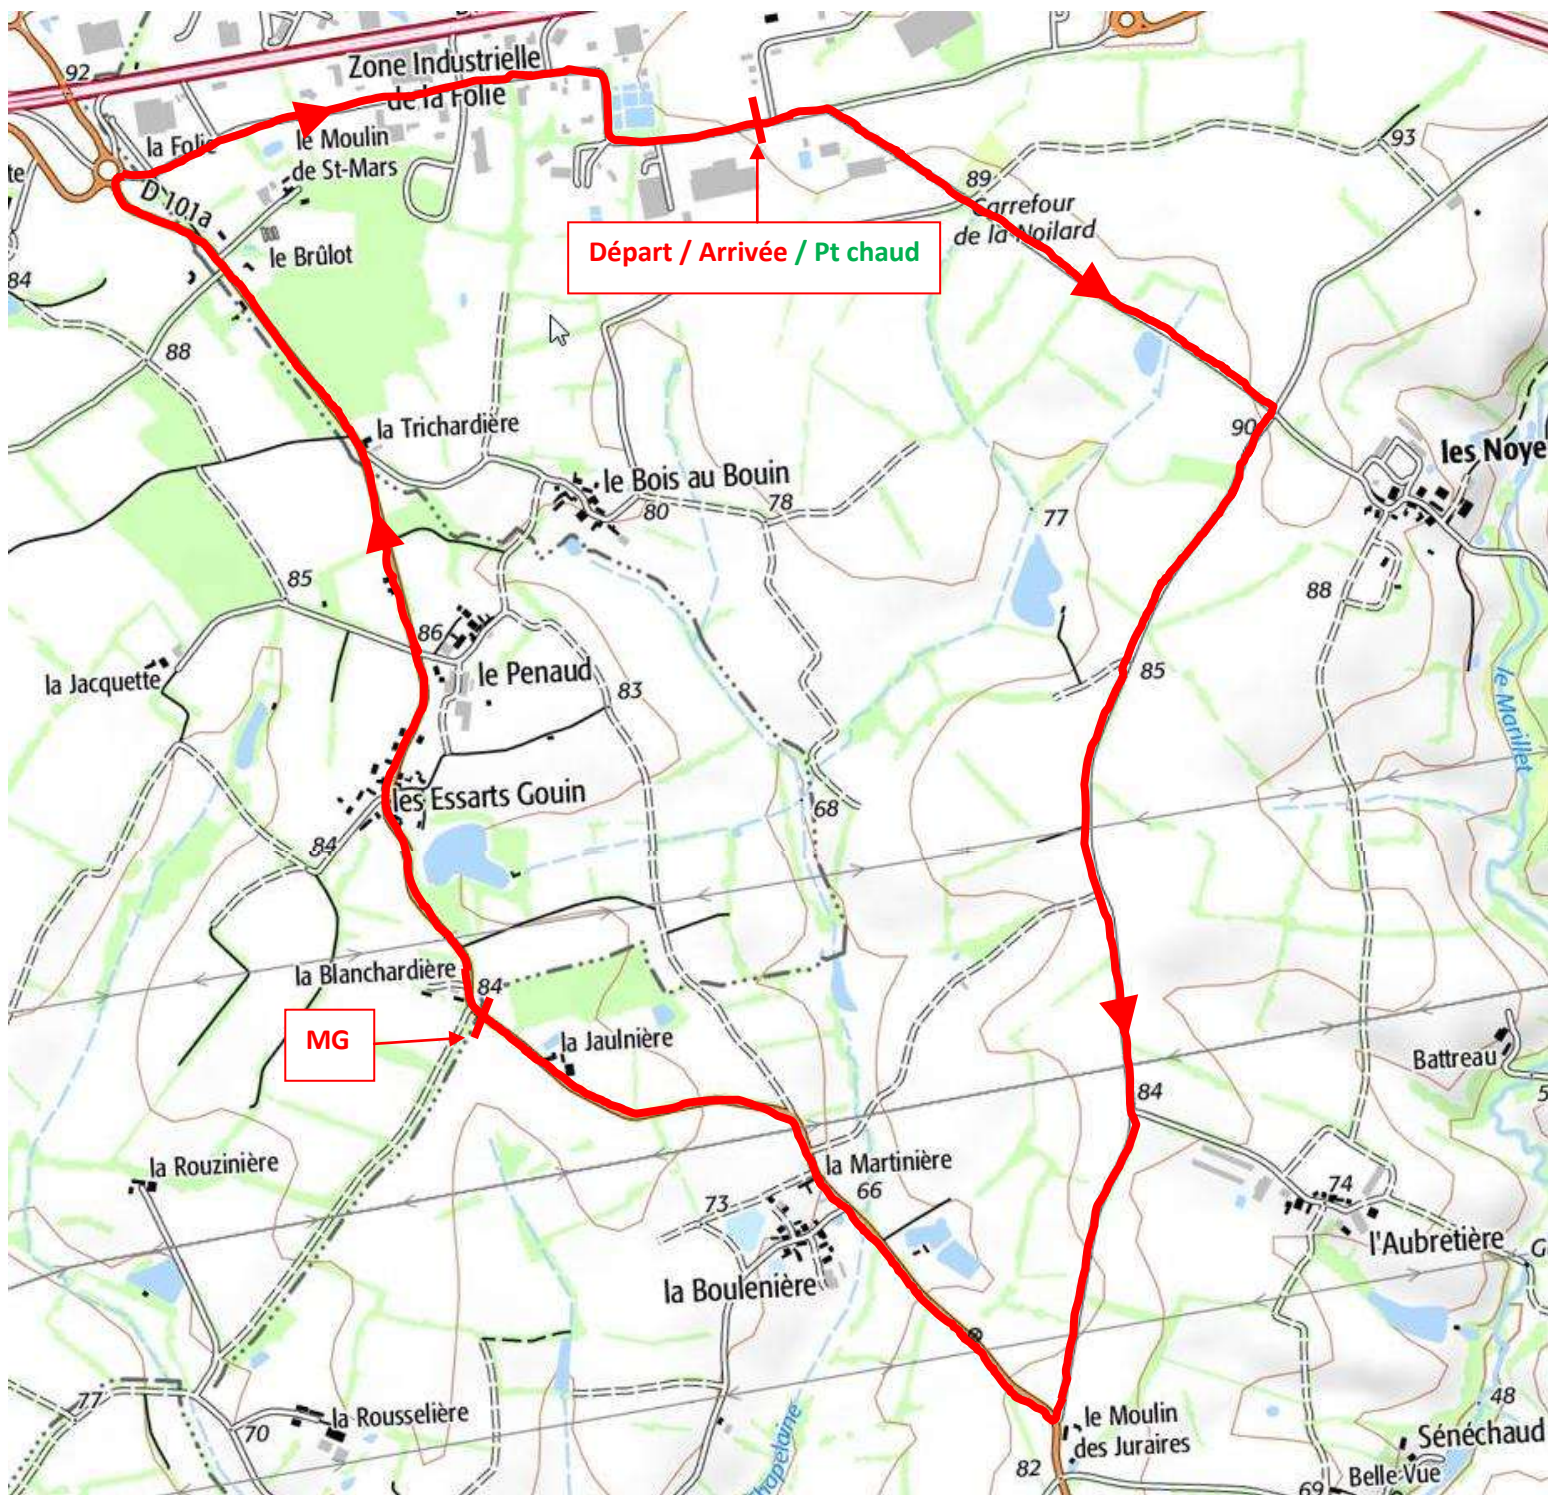 92
Zone Industrielle
de la Folie
la Folie
le Moulin
de St-Mars
te
D 101a
93
89
Carrefour
de la Noilard
Départ / Arrivée / Pt chaud
le Brûlot
84
88
la Trichardière
90
les Noye
le Bois au Bouin
80
78
77
85
88
86
le Penaud
85
la Jacquette
83
le Marillet
les Essarts Gouin
68
84
la Blanchardière
84
MG
la Jaulnière
Battreau
5
84
la Rouzinière
la Martinière
66
73
74
l'Aubretière
G
la Boulenière
77
70
la Rousselière
hapelaine
le Moulin
des Juraires
82
48
Sénéchaud
Belle-Vue
69